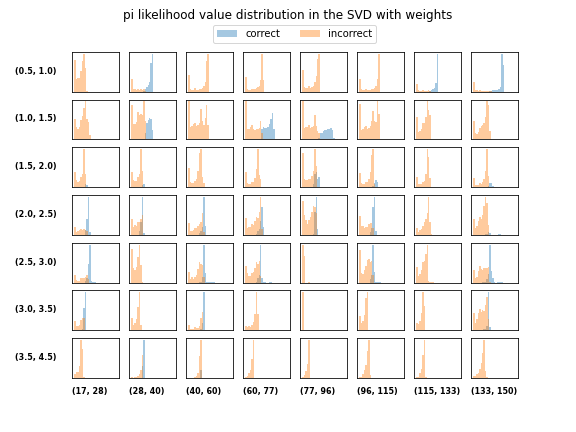 pi likelihood value distribution in the SVD with weights
correct incorrect
(0.5, 1.0)
(1.0, 1.5)
(1.5, 2.0)
(2.0, 2.5)
(2.5, 3.0)
(3.0, 3.5)
(3.5, 4.5)
(17, 28) (28, 40) (40, 60) (60, 77) (77, 96) (96, 115) (115, 133) (133, 150)